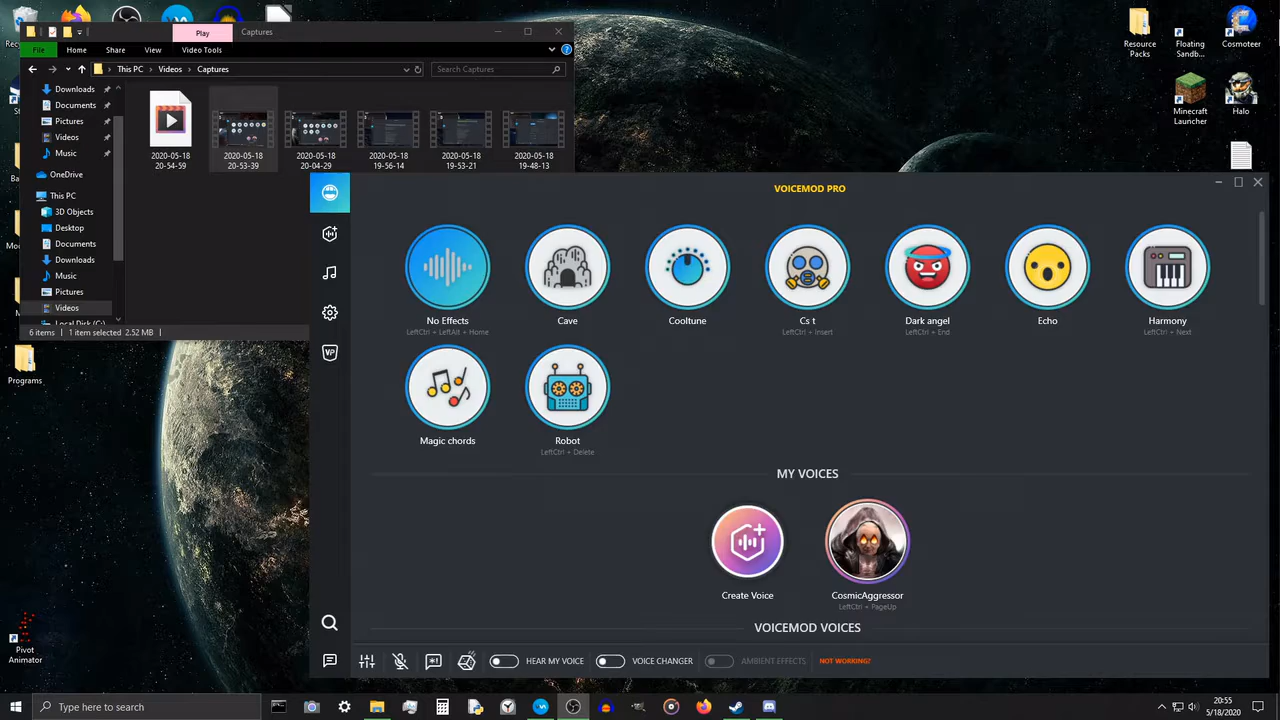 Play
Captures
File
Home
Share
View
Video Tools
This PC
Videos
Captures
Search Captures
Downloads
Documents
Pictures
Videos
Music
OneDrive
This PC
3D Objects
Desktop
Documents
Downloads
Music
Pictures
Videos
2020-05-18
20-54-59
2020-05-18
20-53-39
2020-05-18
20-04-29
2020-05-18
19-56-14
2020-05-18
19-53-21
2020-05-18
19-48-13
6 items
1 item selected 2.52 MB
Resource
Packs
Floating
Sandb...
Cosmoteer
Minecraft
Launcher
Halo
Programs
Pivot
Animator
VOICEMOD PRO
No Effects
LeftCtrl + LeftAlt + Home
Cave
Cooltune
Cs t
LeftCtrl + Insert
Dark angel
LeftCtrl + End
Echo
Harmony
LeftCtrl + Next
Magic chords
Robot
LeftCtrl + Delete
MY VOICES
Create Voice
CosmicAggressor
LeftCtrl + PageUp
VOICEMOD VOICES
HEAR MY VOICE
VOICE CHANGER
AMBIENT EFFECTS
NOT WORKING?
Type here to search
20:55
5/18/2020